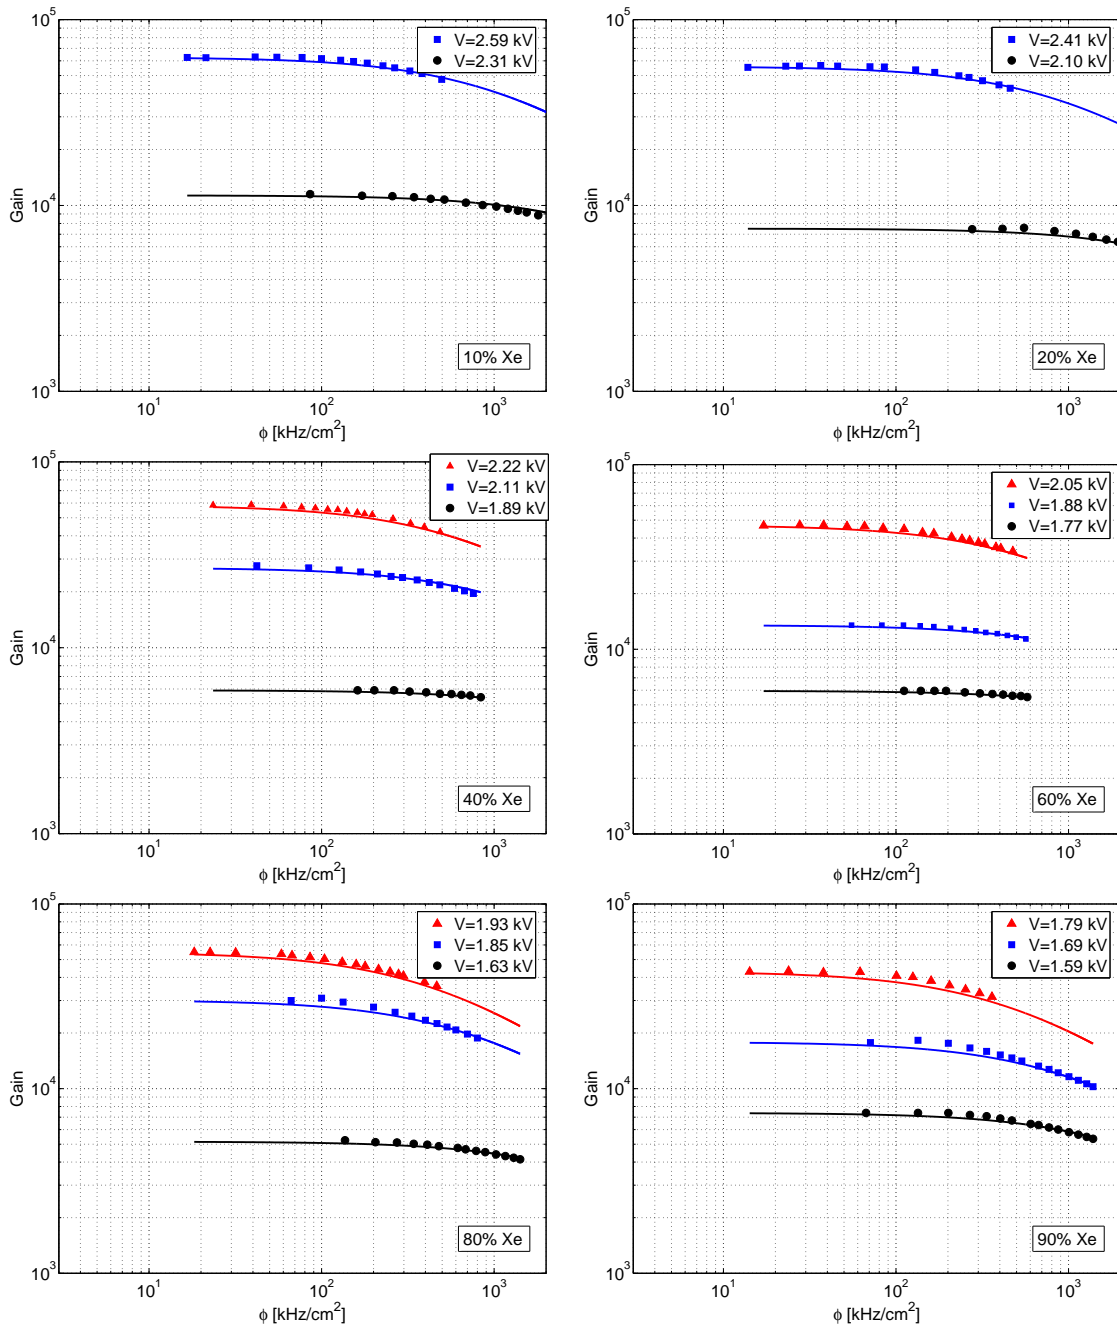 10^5
V=2.59 kV
V=2.31 kV
Gain
10^4
10% Xe
10^3
10^1
10^2
10^3
ϕ [kHz/cm^2]
10^5
V=2.41 kV
V=2.10 kV
Gain
10^4
20% Xe
10^3
10^1
10^2
10^3
ϕ [kHz/cm^2]
10^5
V=2.22 kV
V=2.11 kV
V=1.89 kV
Gain
10^4
40% Xe
10^3
10^1
10^2
10^3
ϕ [kHz/cm^2]
10^5
V=2.05 kV
V=1.88 kV
V=1.77 kV
Gain
10^4
60% Xe
10^3
10^1
10^2
10^3
ϕ [kHz/cm^2]
10^5
V=1.93 kV
V=1.85 kV
V=1.63 kV
Gain
10^4
80% Xe
10^3
10^1
10^2
10^3
ϕ [kHz/cm^2]
10^5
V=1.79 kV
V=1.69 kV
V=1.59 kV
Gain
10^4
90% Xe
10^3
10^1
10^2
10^3
ϕ [kHz/cm^2]